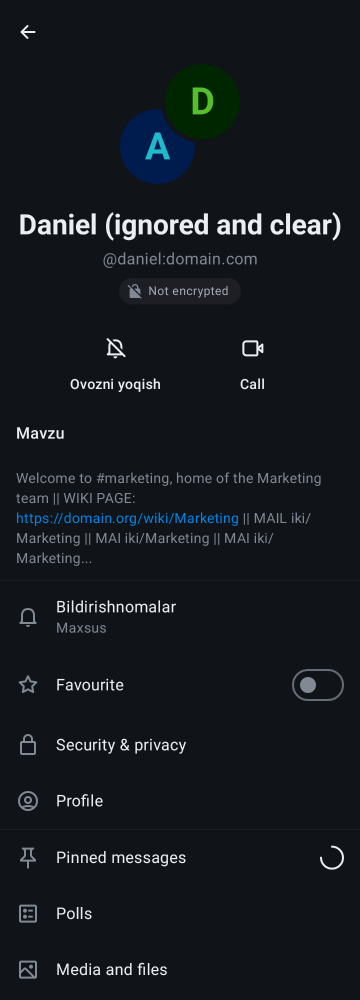 D
A
Daniel (ignored and clear)
@daniel:domain.com
Not encrypted
Ovozni yoqish
Call
Mavzu
Welcome to #marketing, home of the Marketing
team || WIKI PAGE:
https://domain.org/wiki/Marketing || MAIL iki/
Marketing || MAI iki/Marketing || MAI iki/
Marketing...
Bildirishnomalar
Maxsus
Favourite
Security & privacy
Profile
Pinned messages
Polls
Media and files